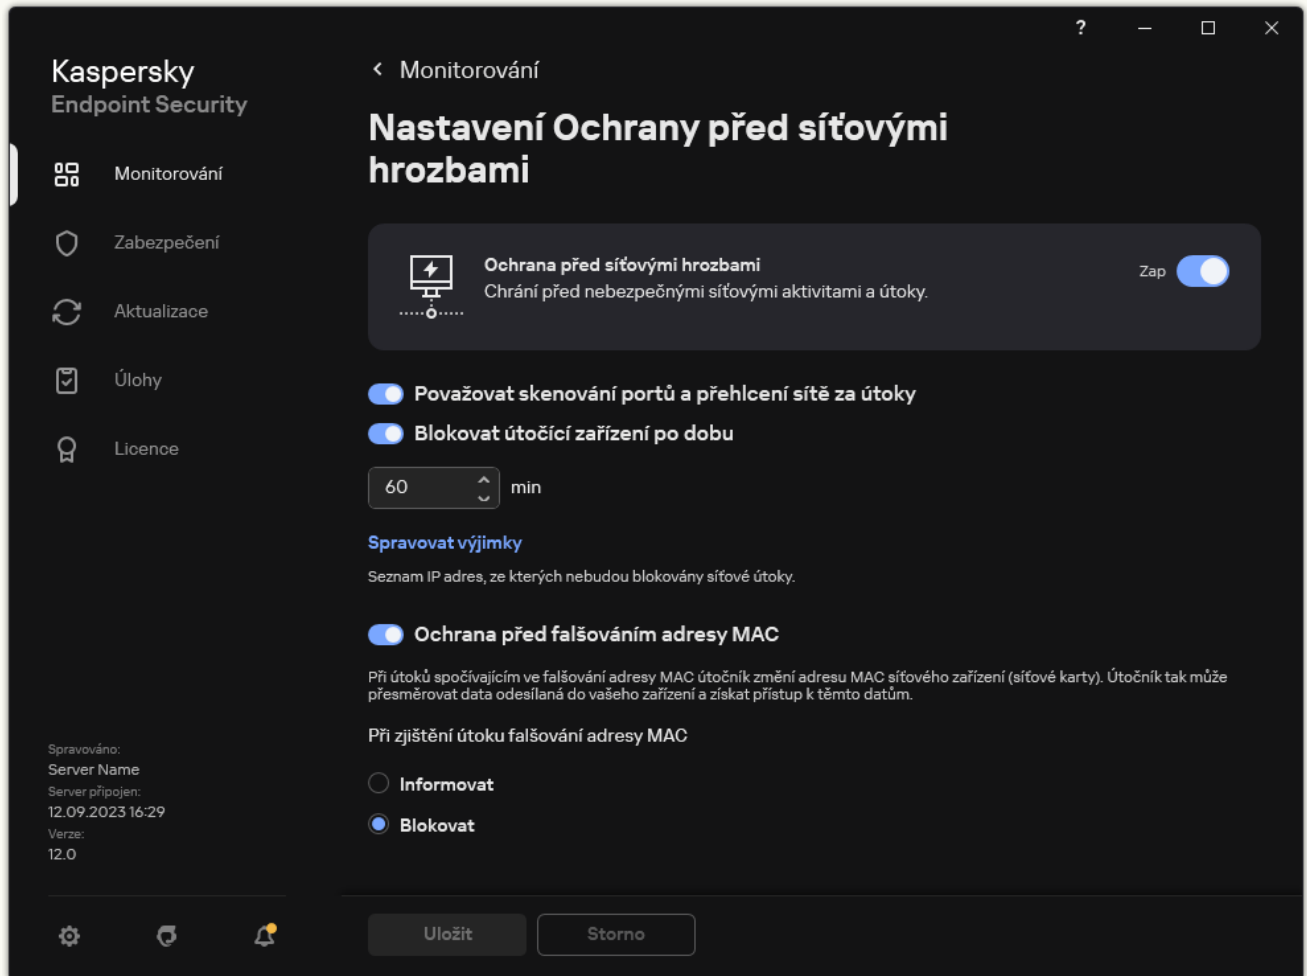 ?
Kaspersky
Endpoint Security
Monitorování
Zabezpečení
Aktualizace
Úlohy
Licence
Spravováno:
Server Name
Server připojen:
12.09.2023 16:29
Verze:
12.0
Monitorování
Nastavení Ochrany před síťovými
hrozbami
Ochrana před síťovými hrozbami
Chrání před nebezpečnými síťovými aktivitami a útoky.
Zap
Považovat skenování portů a přehlcení sítě za útoky
Blokovat útočící zařízení po dobu
60 min
Spravovat výjimky
Seznam IP adres, ze kterých nebudou blokovány síťové útoky.
Ochrana před falšováním adresy MAC
Při útoků spočívajícím ve falšování adresy MAC útočník změní adresu MAC síťového zařízení (síťové karty). Útočník tak může
přesměrovat data odesílaná do vašeho zařízení a získat přístup k těmto datům.
Při zjištění útoku falšování adresy MAC
Informovat
Blokovat
Uložit
Storno